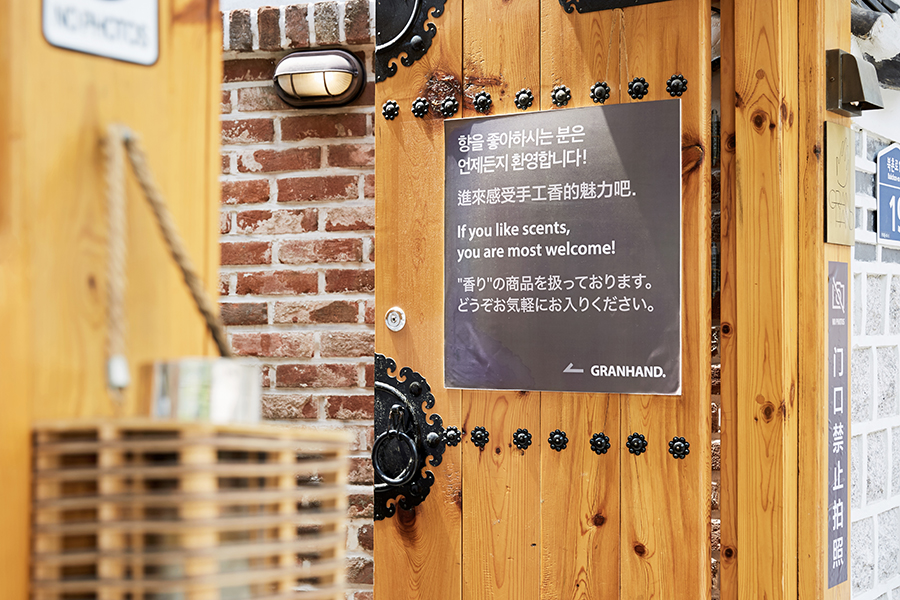 NO PHOTOS
향을 좋아하시는 분은
언제든지 환영합니다!
進來感受手工香的魅力吧.
If you like scents,
you are most welcome!
"香り"の商品を扱っております。
どうぞお気軽にお入りください。
GRANHAND.
门口禁止拍照